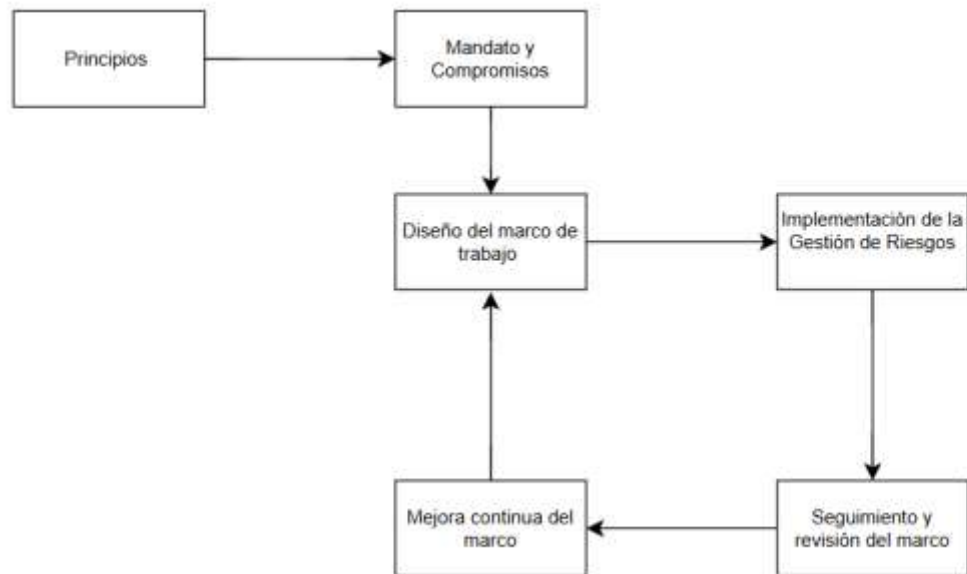 Principios
Mandato y
Compromisos
Diseño del marco de
trabajo
Implementación de la
Gestión de Riesgos
Mejora continua del
marco
Seguimiento y
revisión del marco